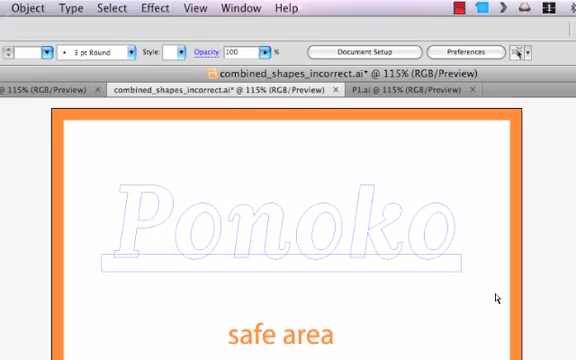 Object Type Select Effect View Window Help
3 pt Round Style: Opacity: 100 % Document Setup Preferences
combined_shapes_incorrect.ai* @ 115% (RGB/Preview)
@ 115% (RGB/Preview) combined_shapes_incorrect.ai* @ 115% (RGB/Preview) P1.ai @ 115% (RGB/Preview)
Ponoko
safe area